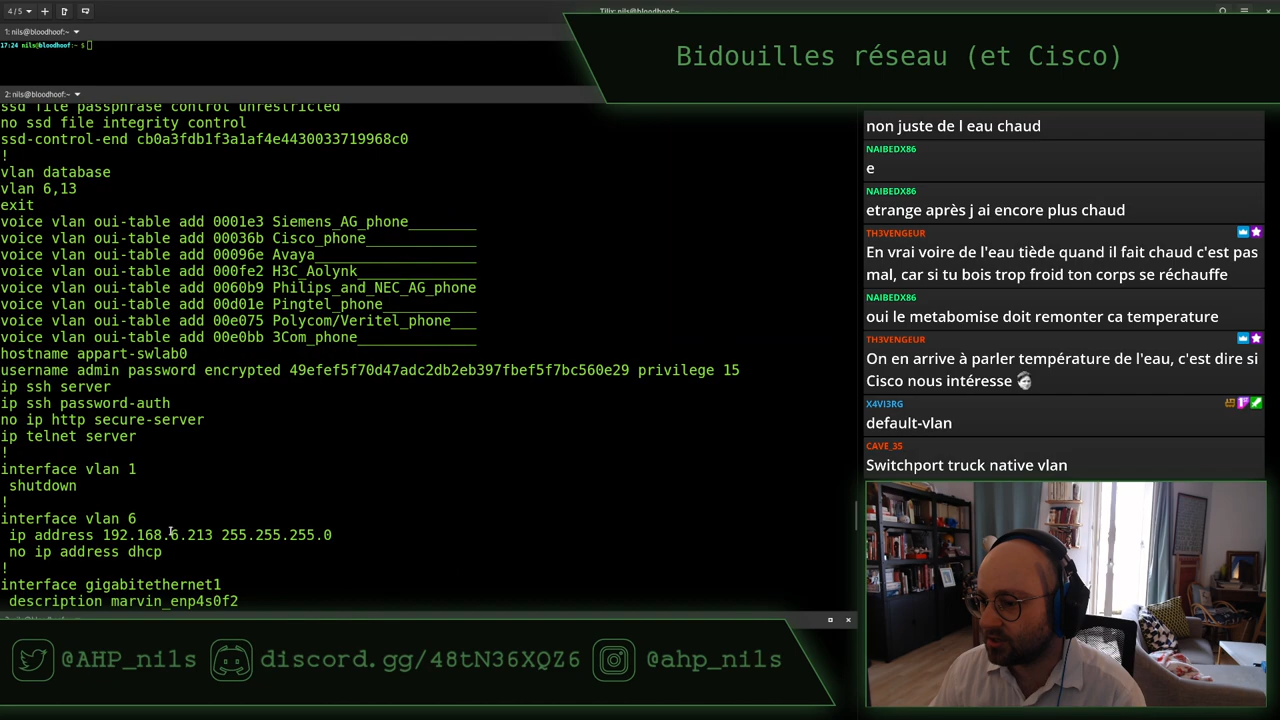 4 / 5
Tilix: nils@bloodhoof:~
1: nils@bloodhoof:~
17:24 nils@bloodhoof:~ $
Bidouilles réseau (et Cisco)
2: nils@bloodhoof:~
ssd file passphrase control unrestricted
no ssd file integrity control
ssd-control-end cb0a3fdb1f3a1af4e4430033719968c0
!
vlan database
vlan 6,13
exit
voice vlan oui-table add 0001e3 Siemens_AG_phone________
voice vlan oui-table add 00036b Cisco_phone_____________
voice vlan oui-table add 00096e Avaya___________________
voice vlan oui-table add 000fe2 H3C_Aolynk______________
voice vlan oui-table add 0060b9 Philips_and_NEC_AG_phone
voice vlan oui-table add 00d01e Pingtel_phone___________
voice vlan oui-table add 00e075 Polycom/Veritel_phone___
voice vlan oui-table add 00e0bb 3Com_phone______________
hostname appart-swlab0
username admin password encrypted 49efef5f70d47adc2db2eb397fbef5f7bc560e29 privilege 15
ip ssh server
ip ssh password-auth
no ip http secure-server
ip telnet server
!
interface vlan 1
shutdown
!
interface vlan 6
ip address 192.168.6.213 255.255.255.0
no ip address dhcp
!
interface gigabitethernet1
description marvin_enp4s0f2
non juste de l eau chaud
NAIBEDX86
e
NAIBEDX86
etrange après j ai encore plus chaud
TH3VENGEUR
En vrai voire de l'eau tiède quand il fait chaud c'est pas
mal, car si tu bois trop froid ton corps se réchauffe
NAIBEDX86
oui le metabomise doit remonter ca temperature
TH3VENGEUR
On en arrive à parler température de l'eau, c'est dire si
Cisco nous intéresse
X4VI3RG
default-vlan
CAVE_35
Switchport truck native vlan
@AHP_nils
discord.gg/48tN36XQZ6
@ahp_nils